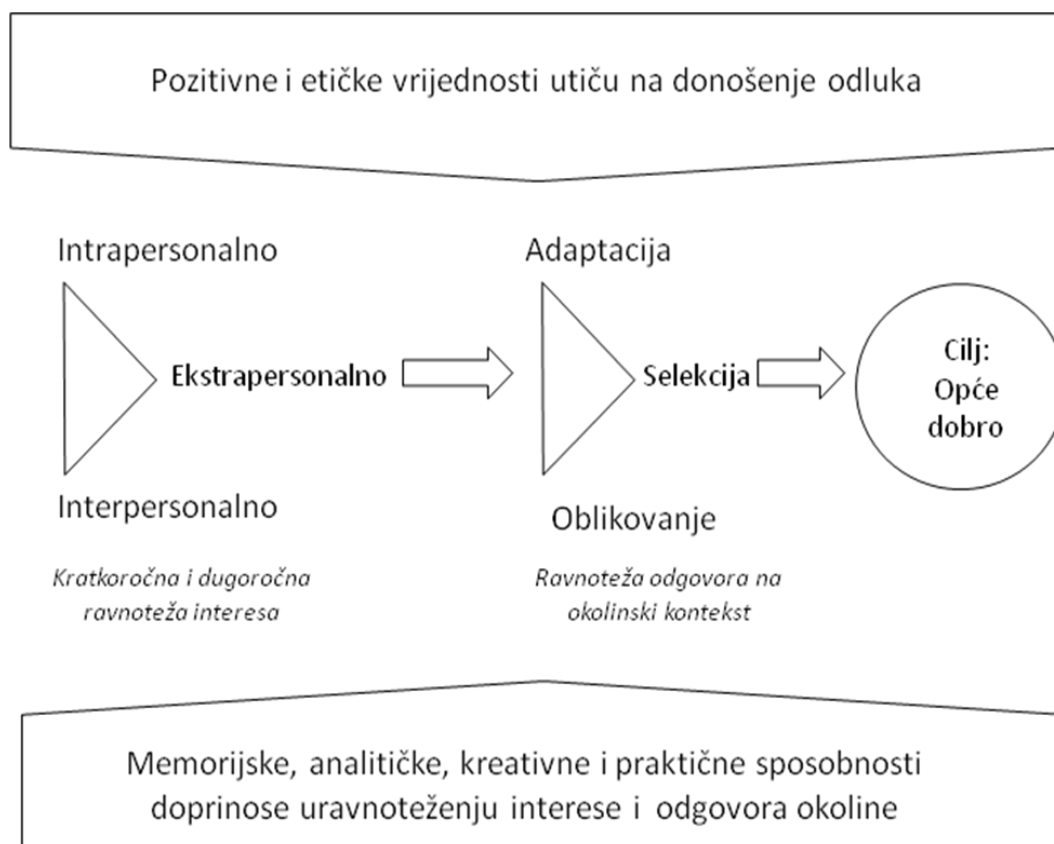 Pozitivne i etičke vrijednosti utiču na donošenje odluka
Intrapersonalno
Adaptacija
Ekstrapersonalno
Selekcija
Cilj:
Opće
dobro
Interpersonalno
Oblikovanje
Kratkoročna i dugoročna
ravnoteža interesa
Ravnoteža odgovora na
okolinski kontekst
Memorijske, analitičke, kreativne i praktične sposobnosti
doprinose uravnoteženju interese i odgovora okoline